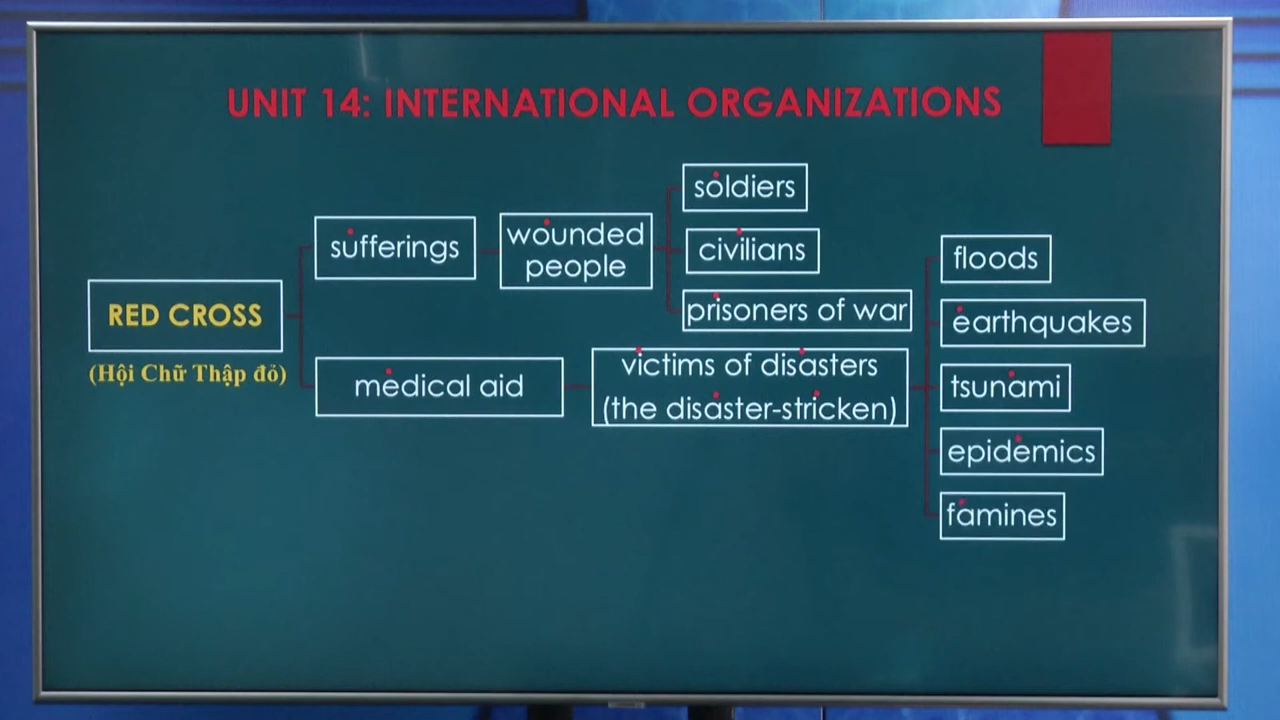 UNIT 14: INTERNATIONAL ORGANIZATIONS
RED CROSS
(Hội Chữ Thập đỏ)
sufferings
wounded
people
soldiers
civilians
prisoners of war
medical aid
victims of disasters
(the disaster-stricken)
floods
earthquakes
tsunami
epidemics
famines